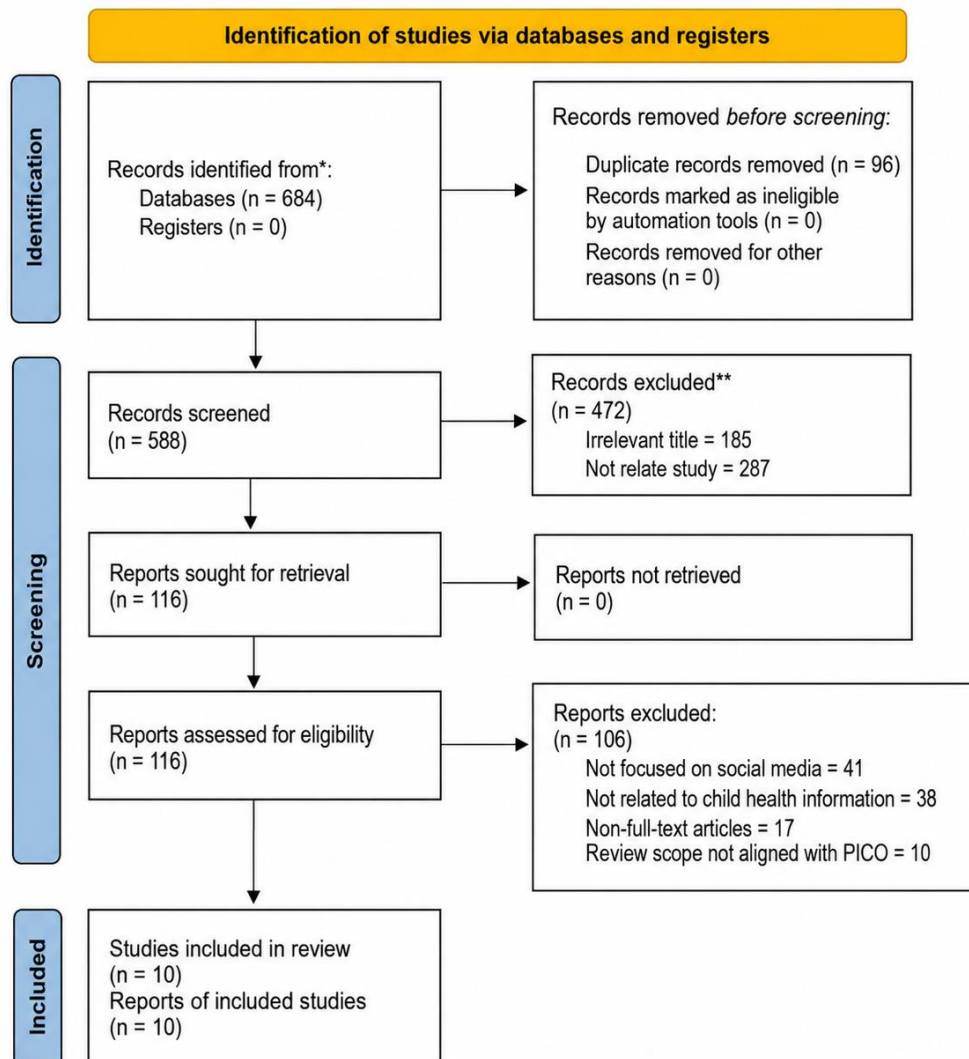 Identification of studies via databases and registers
Identification
Records identified from*:
Databases (n = 684)
Registers (n = 0)
Records removed before screening:
Duplicate records removed (n = 96)
Records marked as ineligible
by automation tools (n = 0)
Records removed for other
reasons (n = 0)
Screening
Records screened
(n = 588)
Records excluded**
(n = 472)
Irrelevant title = 185
Not relate study = 287
Reports sought for retrieval
(n = 116)
Reports not retrieved
(n = 0)
Reports assessed for eligibility
(n = 116)
Reports excluded:
(n = 106)
Not focused on social media = 41
Not related to child health information = 38
Non-full-text articles = 17
Review scope not aligned with PICO = 10
Included
Studies included in review
(n = 10)
Reports of included studies
(n = 10)